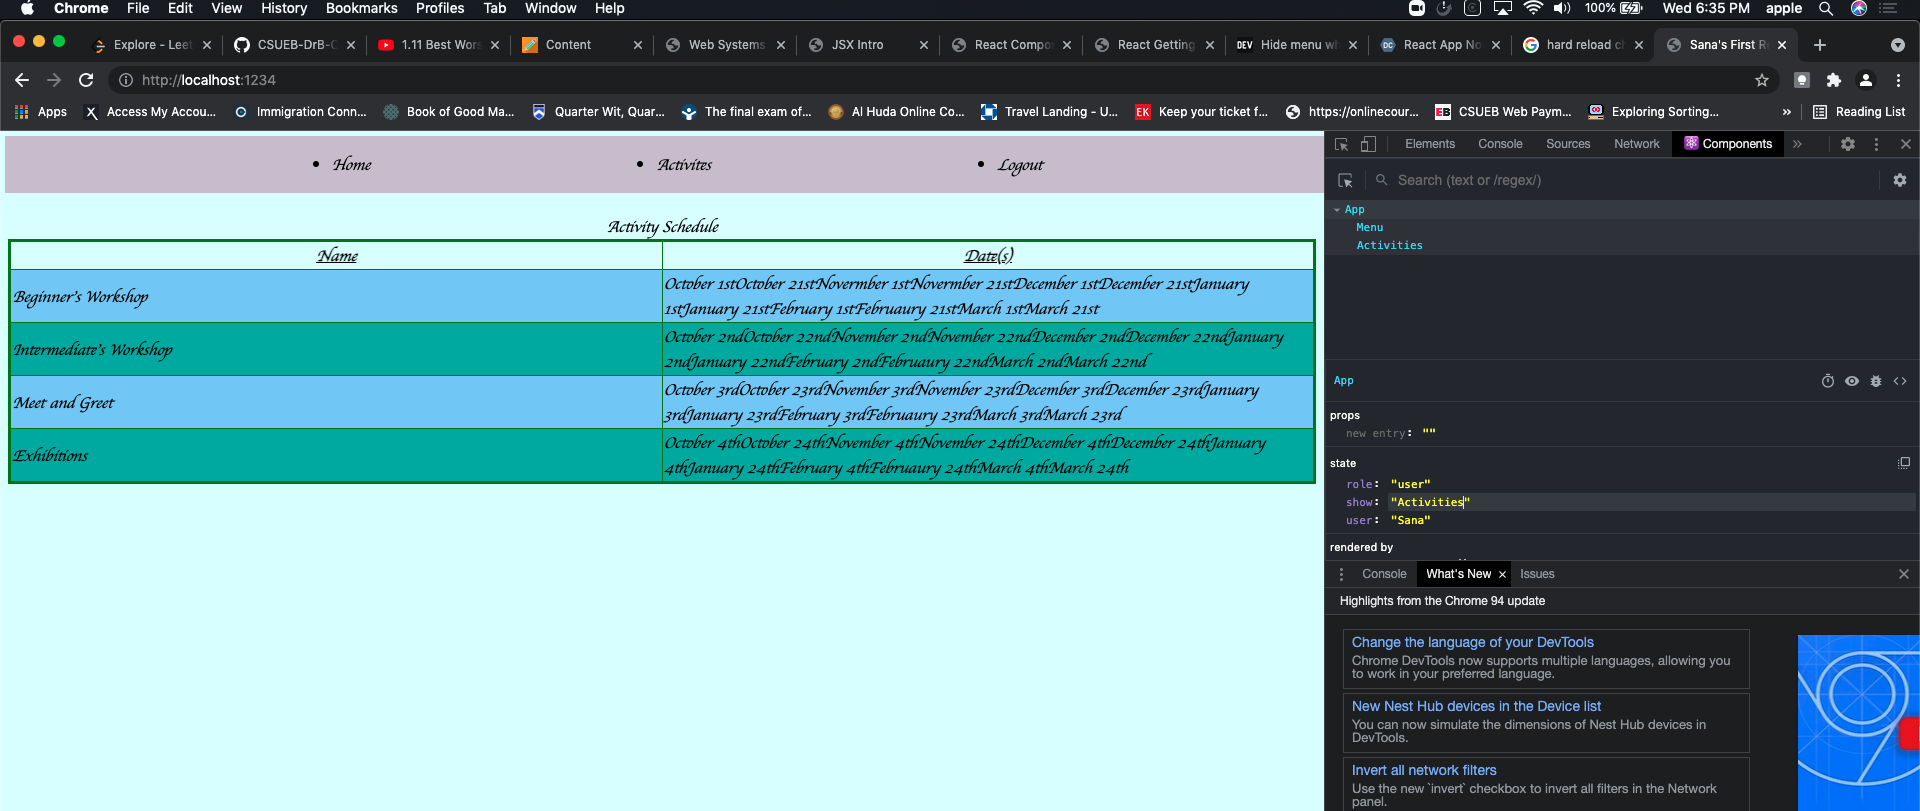 Chrome File Edit View History Bookmarks Profiles Tab Window Help 100% Wed 6:35 PM apple
Explore - Leet CSUEB-DrB-C 1.11 Best Wors Content Web Systems JSX Intro React Compo React Getting DEV Hide menu wh DC React App No hard reload ch Sana's First R
http://localhost:1234
Apps Access My Accou... Immigration Conn... Book of Good Ma... Quarter Wit, Quar... The final exam of... Al Huda Online Co... Travel Landing - U... EK Keep your ticket f... https://onlinecour... EB CSUEB Web Paym... Exploring Sorting... » Reading List
Home Activites Logout
Activity Schedule
Name Date(s)
Beginner's Workshop
October 1stOctober 21stNovermber 1stNovermber 21stDecember 1stDecember 21stJanuary
1stJanuary 21stFebruary 1stFebruaury 21stMarch 1stMarch 21st
Intermediate's Workshop
October 2ndOctober 22ndNovember 2ndNovember 22ndDecember 2ndDecember 22ndJanuary
2ndJanuary 22ndFebruary 2ndFebruaury 22ndMarch 2ndMarch 22nd
Meet and Greet
October 3rdOctober 23rdNovember 3rdNovember 23rdDecember 3rdDecember 23rdJanuary
3rdJanuary 23rdFebruary 3rdFebruaury 23rdMarch 3rdMarch 23rd
Exhibitions
October 4thOctober 24thNovember 4thNovember 24thDecember 4thDecember 24thJanuary
4thJanuary 24thFebruary 4thFebruaury 24thMarch 4thMarch 24th
Elements Console Sources Network Components »
Search (text or /regex/)
App
Menu
Activities
App
props
new entry: ""
state
role: "user"
show: "Activities"
user: "Sana"
rendered by
Console What's New Issues
Highlights from the Chrome 94 update
Change the language of your DevTools
Chrome DevTools now supports multiple languages, allowing you
to work in your preferred language.
New Nest Hub devices in the Device list
You can now simulate the dimensions of Nest Hub devices in
DevTools.
Invert all network filters
Use the new `invert` checkbox to invert all filters in the Network
panel.